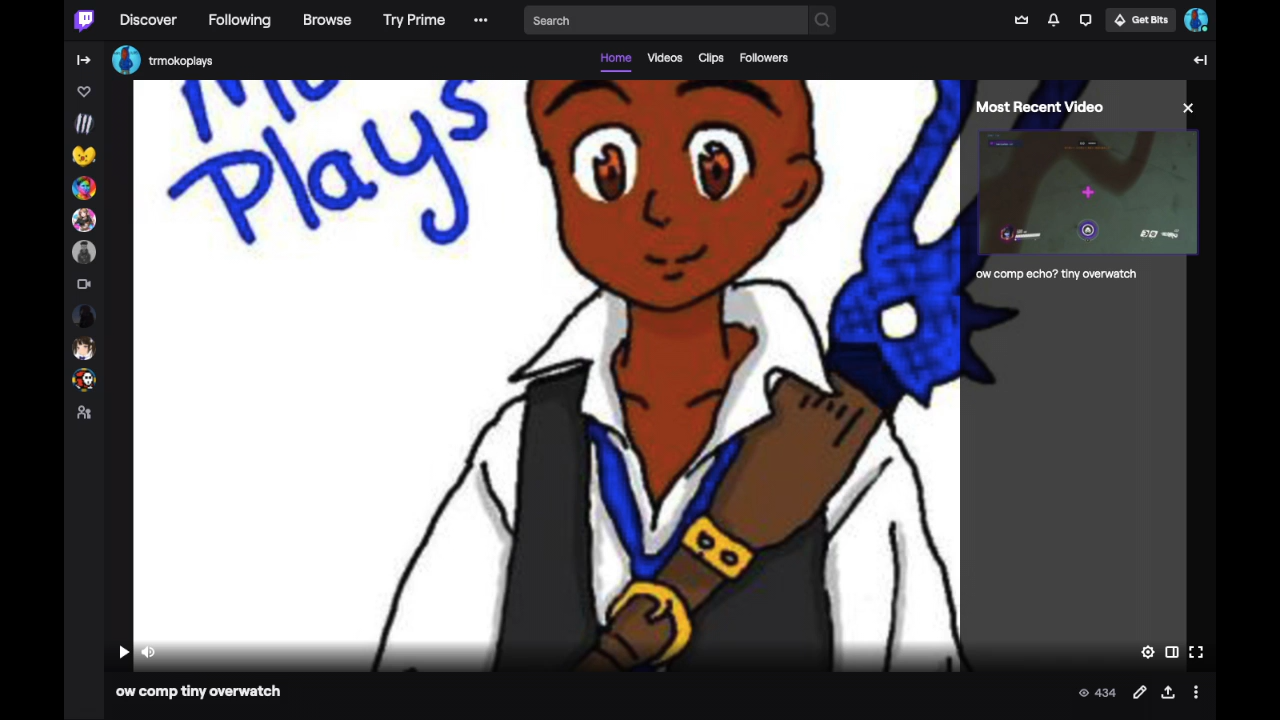 Discover
Following
Browse
Try Prime
Search
Get Bits
trmokoplays
Home
Videos
Clips
Followers
Plays
Most Recent Video
ow comp echo? tiny overwatch
ow comp tiny overwatch
434